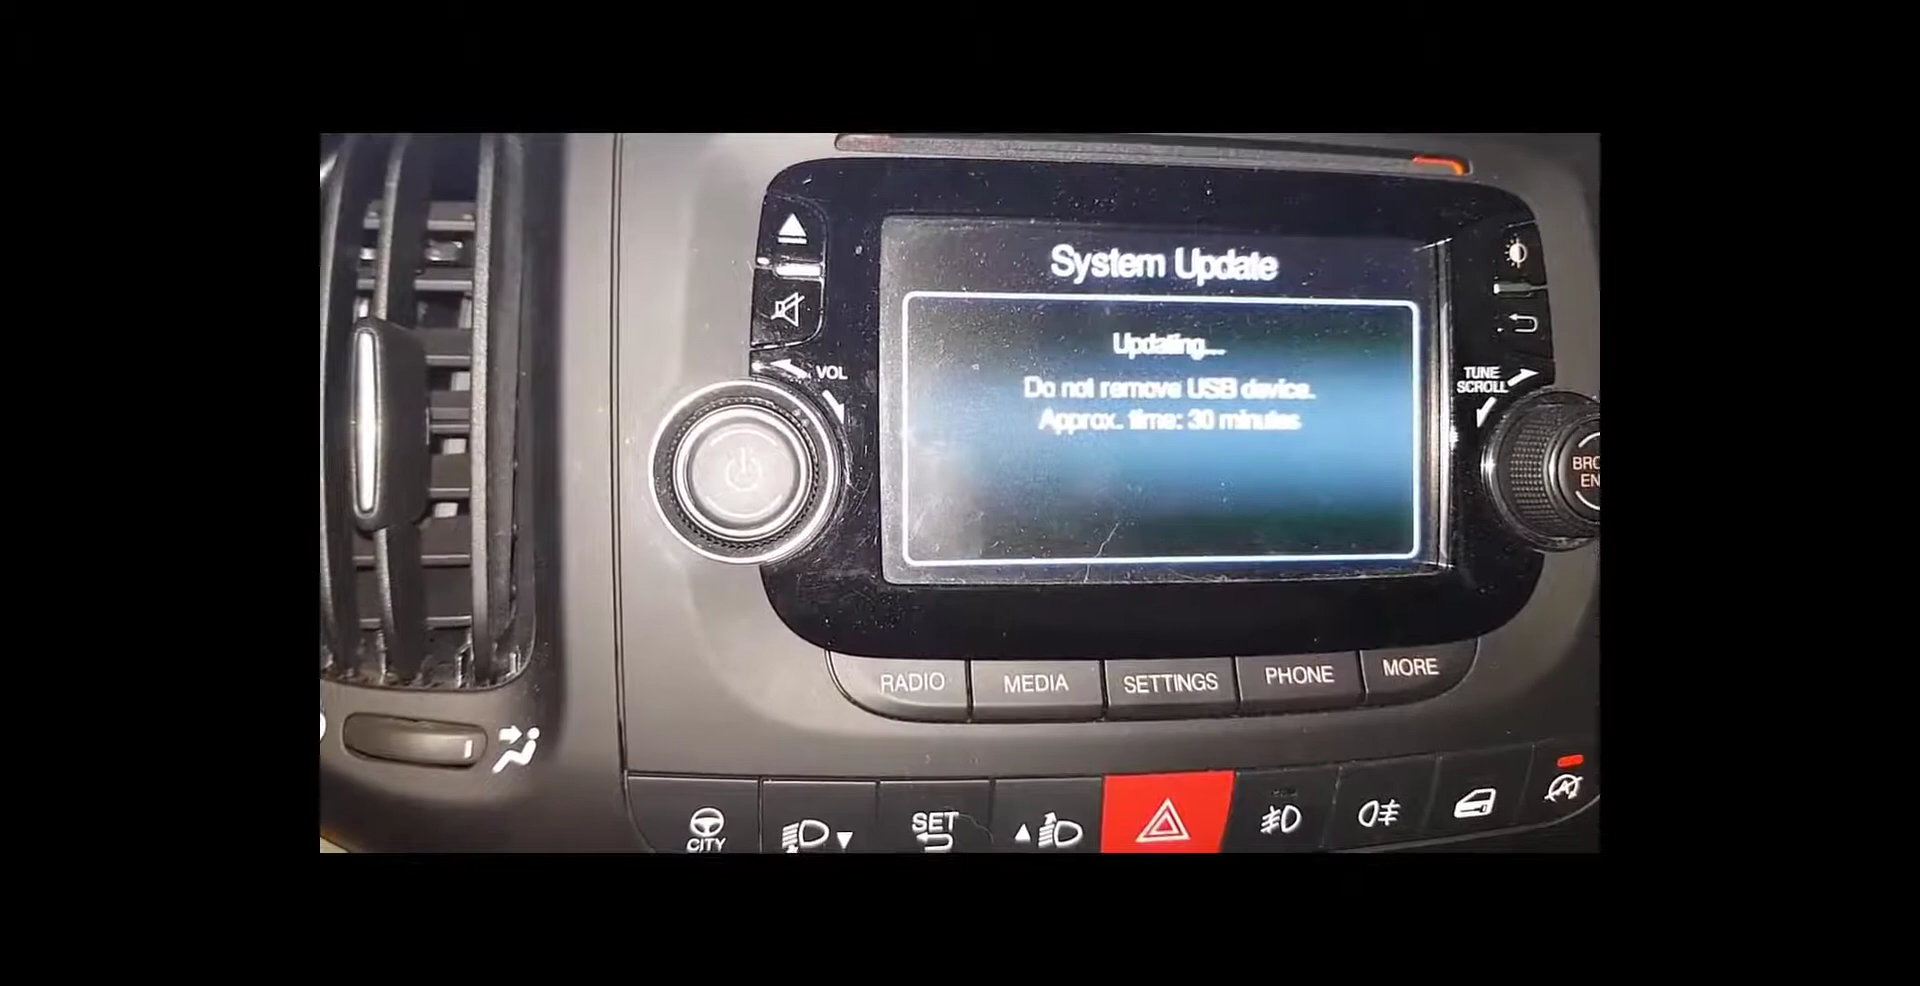 System Update
Updating...
Do not remove USB device.
Approx. time: 30 minutes
VOL
TUNE
SCROLL
RADIO
MEDIA
SETTINGS
PHONE
MORE
CITY
SET